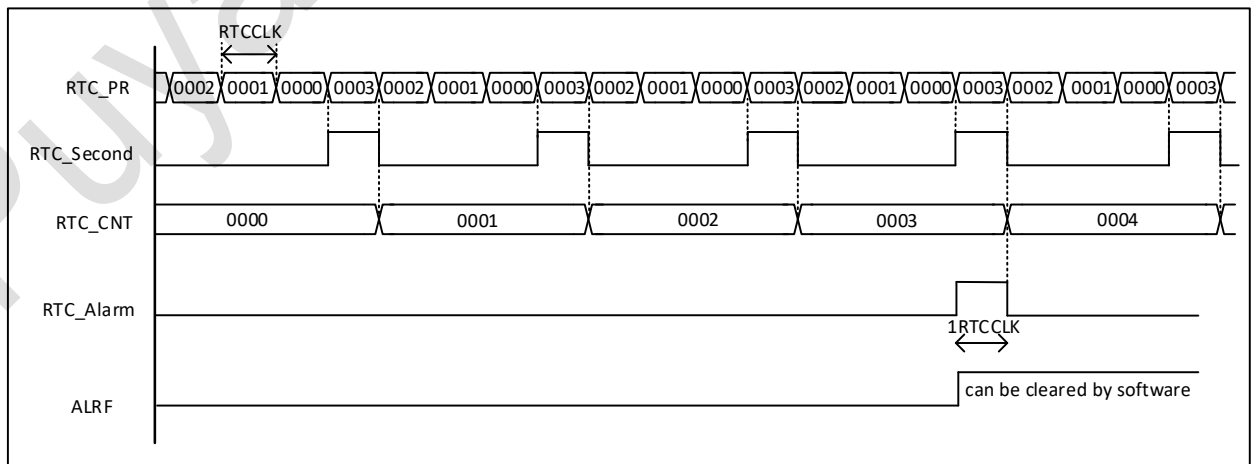 RTCCLK
RTC_PR 0002 0001 0000 0003 0002 0001 0000 0003 0002 0001 0000 0003 0002 0001 0000 0003 0002 0001 0000 0003
RTC_Second
RTC_CNT 0000 0001 0002 0003 0004
RTC_Alarm
1RTCCLK
can be cleared by software
ALRF